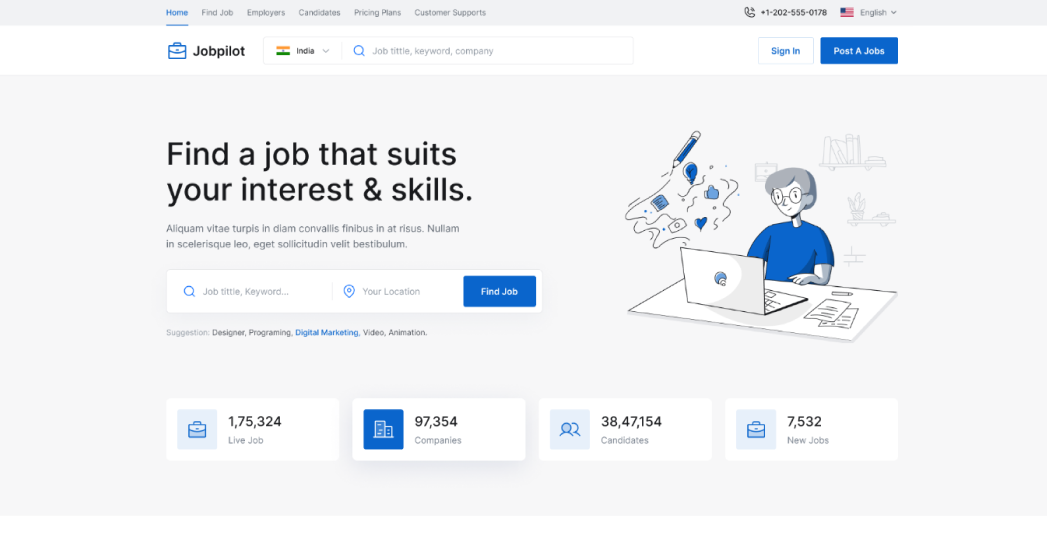 Home Find Job Employers Candidates Pricing Plans Customer Supports +1-202-555-0178 English
Jobpilot India Job tittle, keyword, company Sign In Post A Jobs
Find a job that suits
your interest & skills.
Aliquam vitae turpis in diam convallis finibus in at risus. Nullam
in scelerisque leo, eget sollicitudin velit bestibulum.
Job tittle, Keyword... Your Location Find Job
Suggestion: Designer, Programing, Digital Marketing, Video, Animation.
1,75,324 97,354 38,47,154 7,532
Live Job Companies Candidates New Jobs